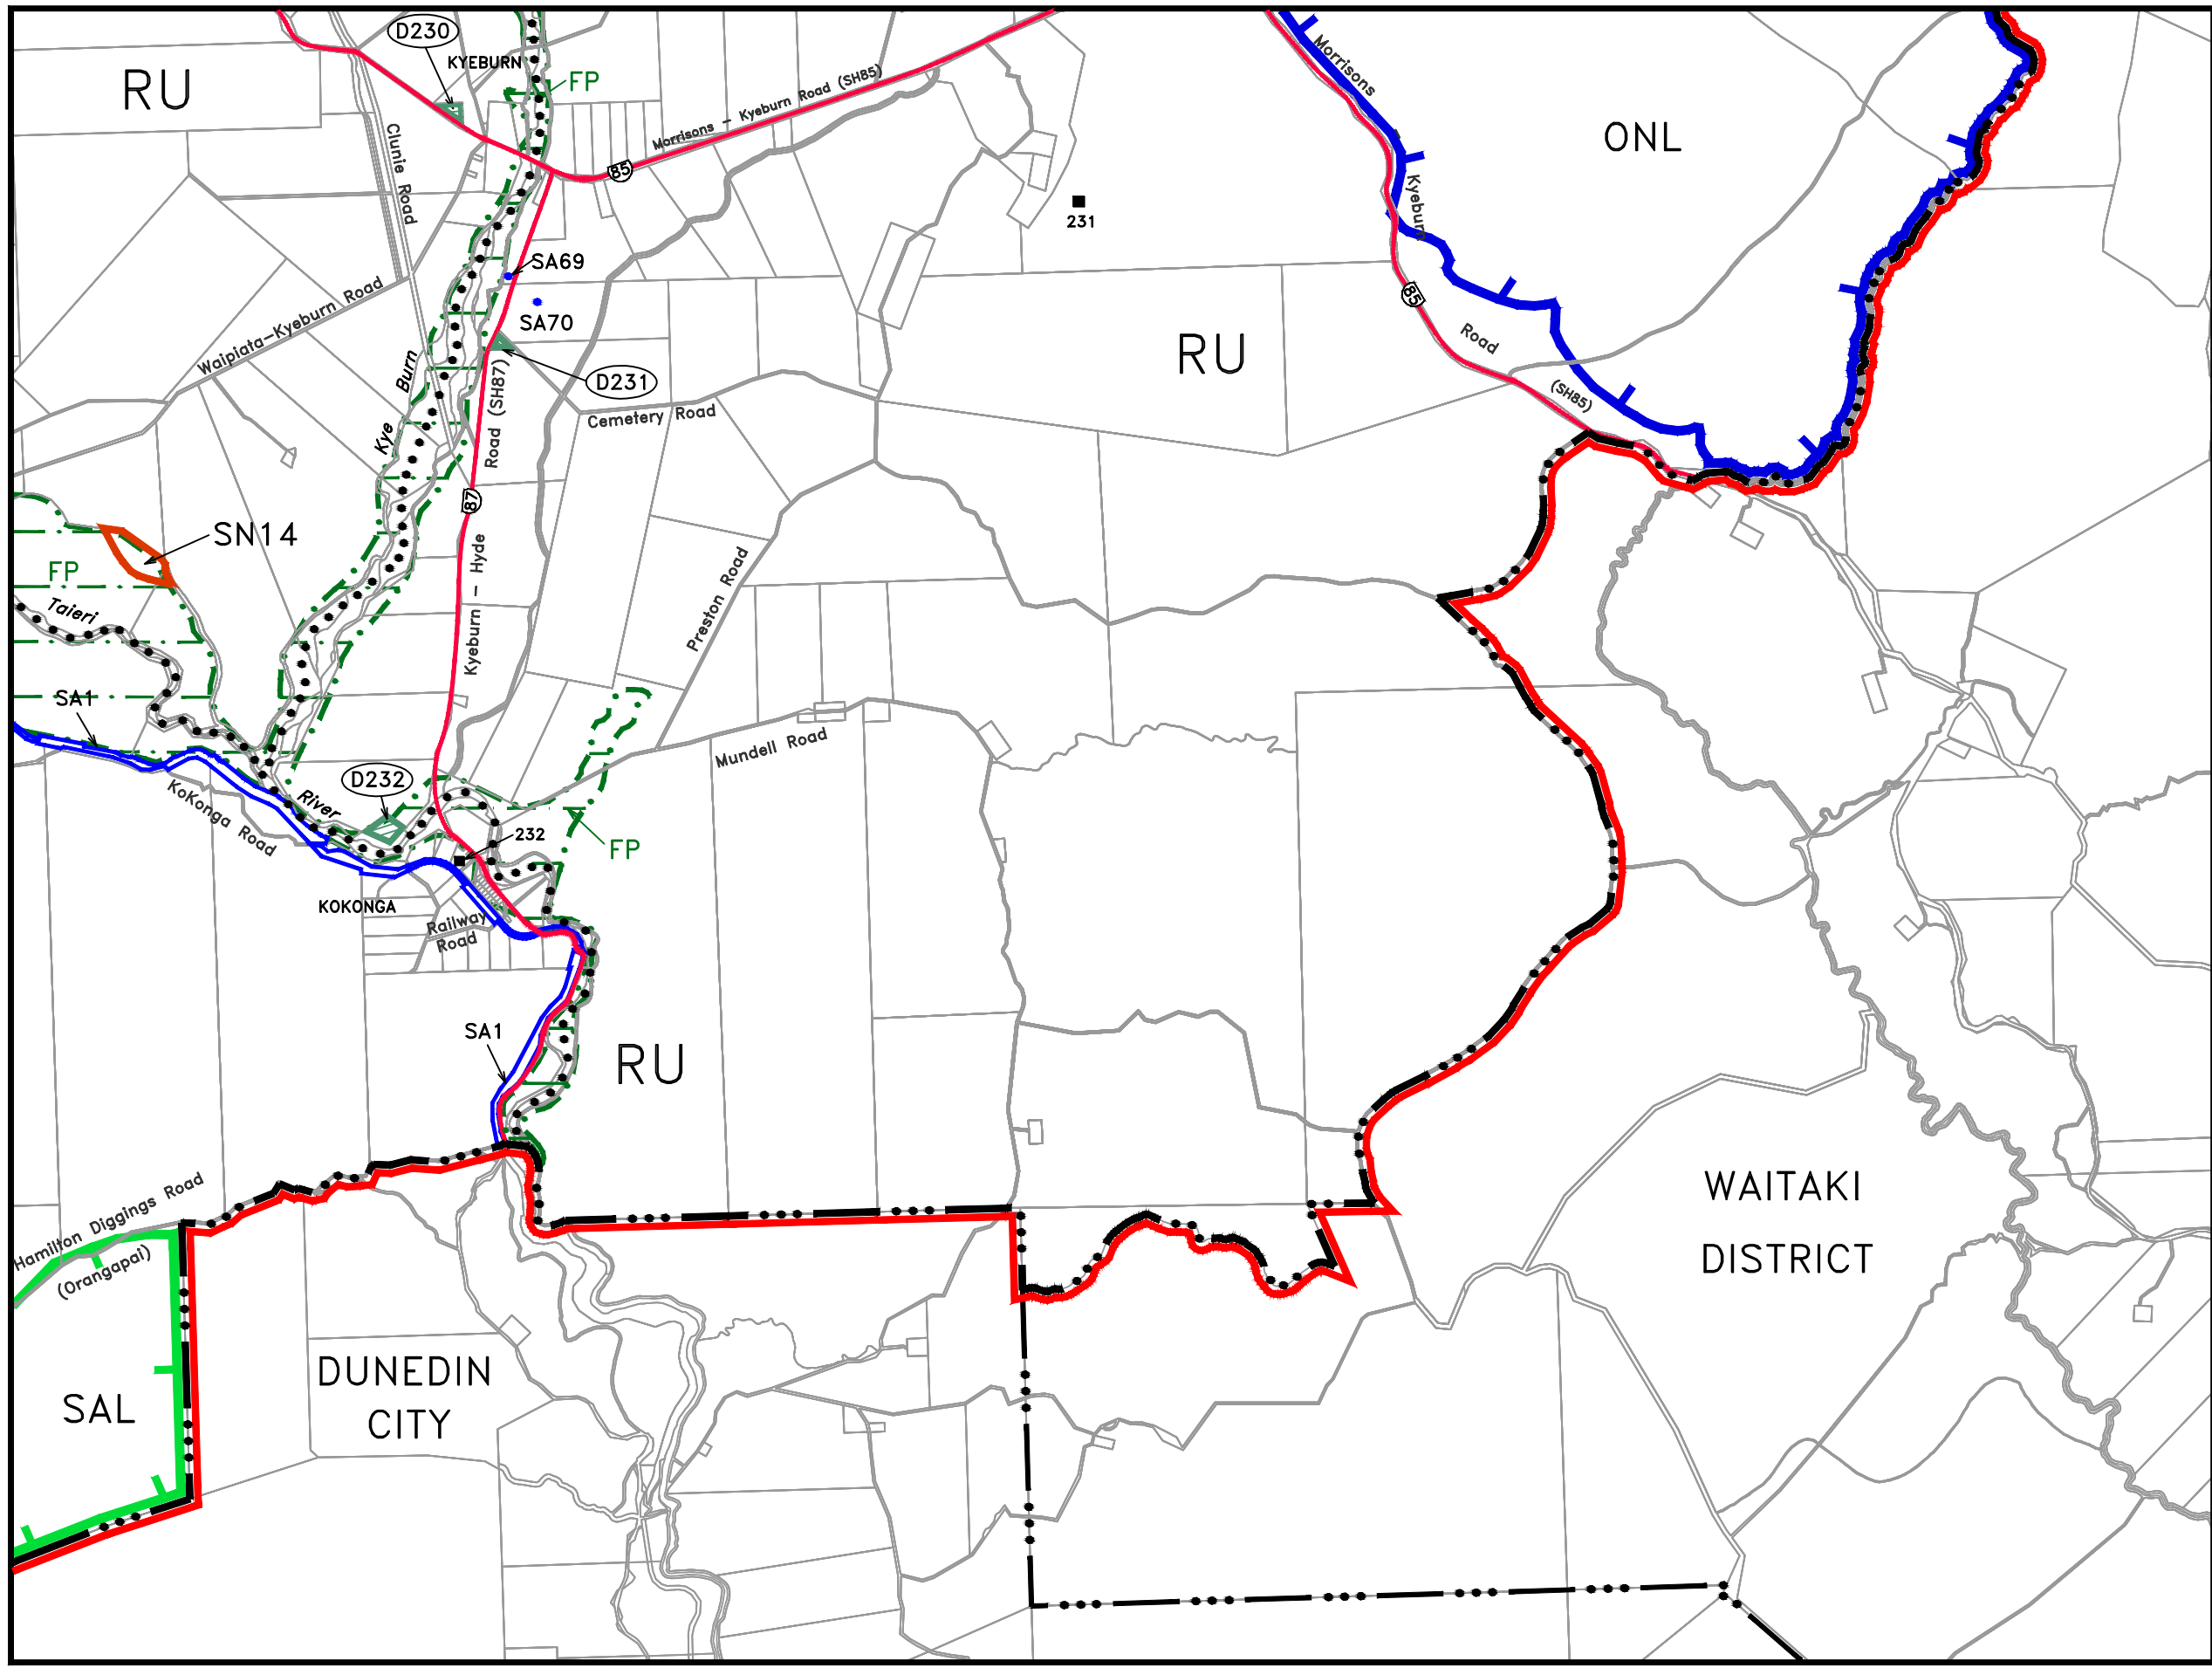 D230
KYEBURN
FP
RU
Clunie Road
Morrisons – Kyeburn Road (SH85)
85
Morrisons
Kyeburn
ONL
231
SA69
SA70
Waipiata–Kyeburn Road
85
Road
(SH85)
RU
D231
Cemetery Road
Kye Burn
Kyeburn – Hyde Road (SH87)
87
SN14
FP
Taieri
Preston Road
SA1
Mundell Road
D232
River
KoKonga Road
232
FP
KOKONGA
Railway
Road
SA1
RU
Hamilton Diggings Road
(Orangapai)
WAITAKI
DISTRICT
SAL
DUNEDIN
CITY